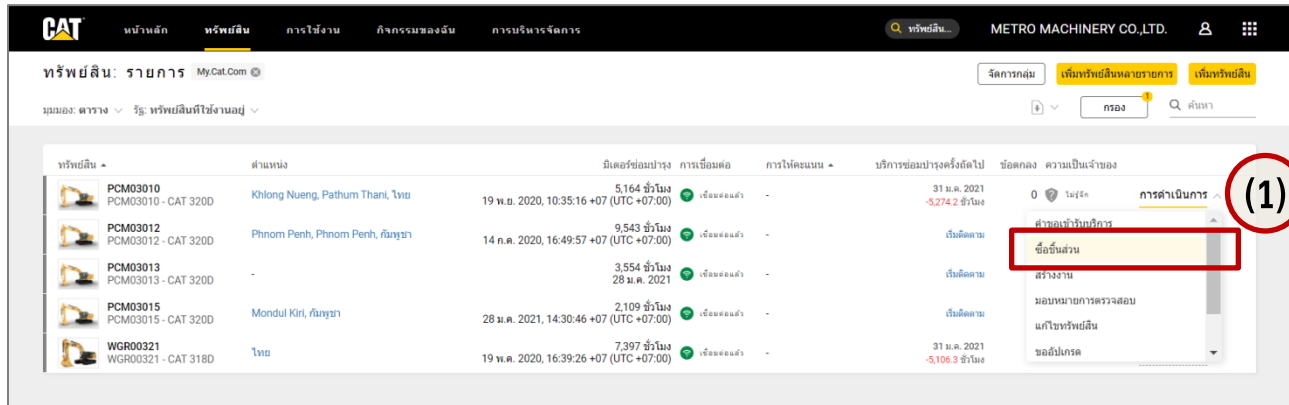 CAT หน้าหลัก ทรัพย์สิน การใช้งาน กิจกรรมของฉัน การบริหารจัดการ ทรัพย์สิน... METRO MACHINERY CO.,LTD.
ทรัพย์สิน: รายการ My.Cat.Com จัดการกลุ่ม เพิ่มทรัพย์สินหลายรายการ เพิ่มทรัพย์สิน
มุมมอง: ตาราง รัฐ: ทรัพย์สินที่ใช้งานอยู่ กรอง 1 ค้นหา
ทรัพย์สิน ตำแหน่ง มิเตอร์ซ่อมบำรุง การเชื่อมต่อ การให้คะแนน บริการซ่อมบำรุงครั้งถัดไป ข้อตกลง ความเป็นเจ้าของ
PCM03010 5,164 ชั่วโมง 31 ม.ค. 2021
PCM03010 - CAT 320D Khlong Nueng, Pathum Thani, ไทย 19 พ.ย. 2020, 10:35:16 +07 (UTC +07:00) เชื่อมต่อแล้ว - -5,274.2 ชั่วโมง 0 ไม่รู้จัก การดำเนินการ (1)
PCM03012 9,543 ชั่วโมง คำขอเข้ารับบริการ
PCM03012 - CAT 320D Phnom Penh, Phnom Penh, กัมพูชา 14 ก.ค. 2020, 16:49:57 +07 (UTC +07:00) เชื่อมต่อแล้ว - เริ่มติดตาม ซื้อชิ้นส่วน
PCM03013 3,554 ชั่วโมง
PCM03013 - CAT 320D - 28 ม.ค. 2021 เชื่อมต่อแล้ว - เริ่มติดตาม สร้างงาน
PCM03015 2,109 ชั่วโมง มอบหมายการตรวจสอบ
PCM03015 - CAT 320D Mondul Kiri, กัมพูชา 28 ม.ค. 2021, 14:30:46 +07 (UTC +07:00) เชื่อมต่อแล้ว - เริ่มติดตาม แก้ไขทรัพย์สิน
WGR00321 7,397 ชั่วโมง 31 ม.ค. 2021
WGR00321 - CAT 318D ไทย 19 พ.ค. 2020, 16:39:26 +07 (UTC +07:00) เชื่อมต่อแล้ว - -5,106.3 ชั่วโมง ขออัปเกรด